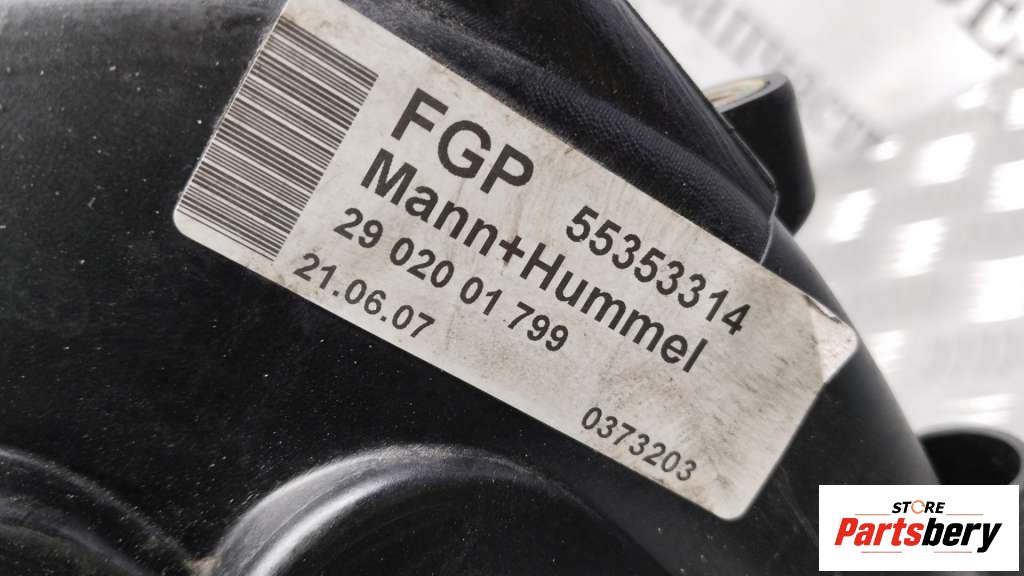 FGP 55353314
Mann+Hummel
29 020 01 799
21.06.07
0373203
STORE
Partsbery